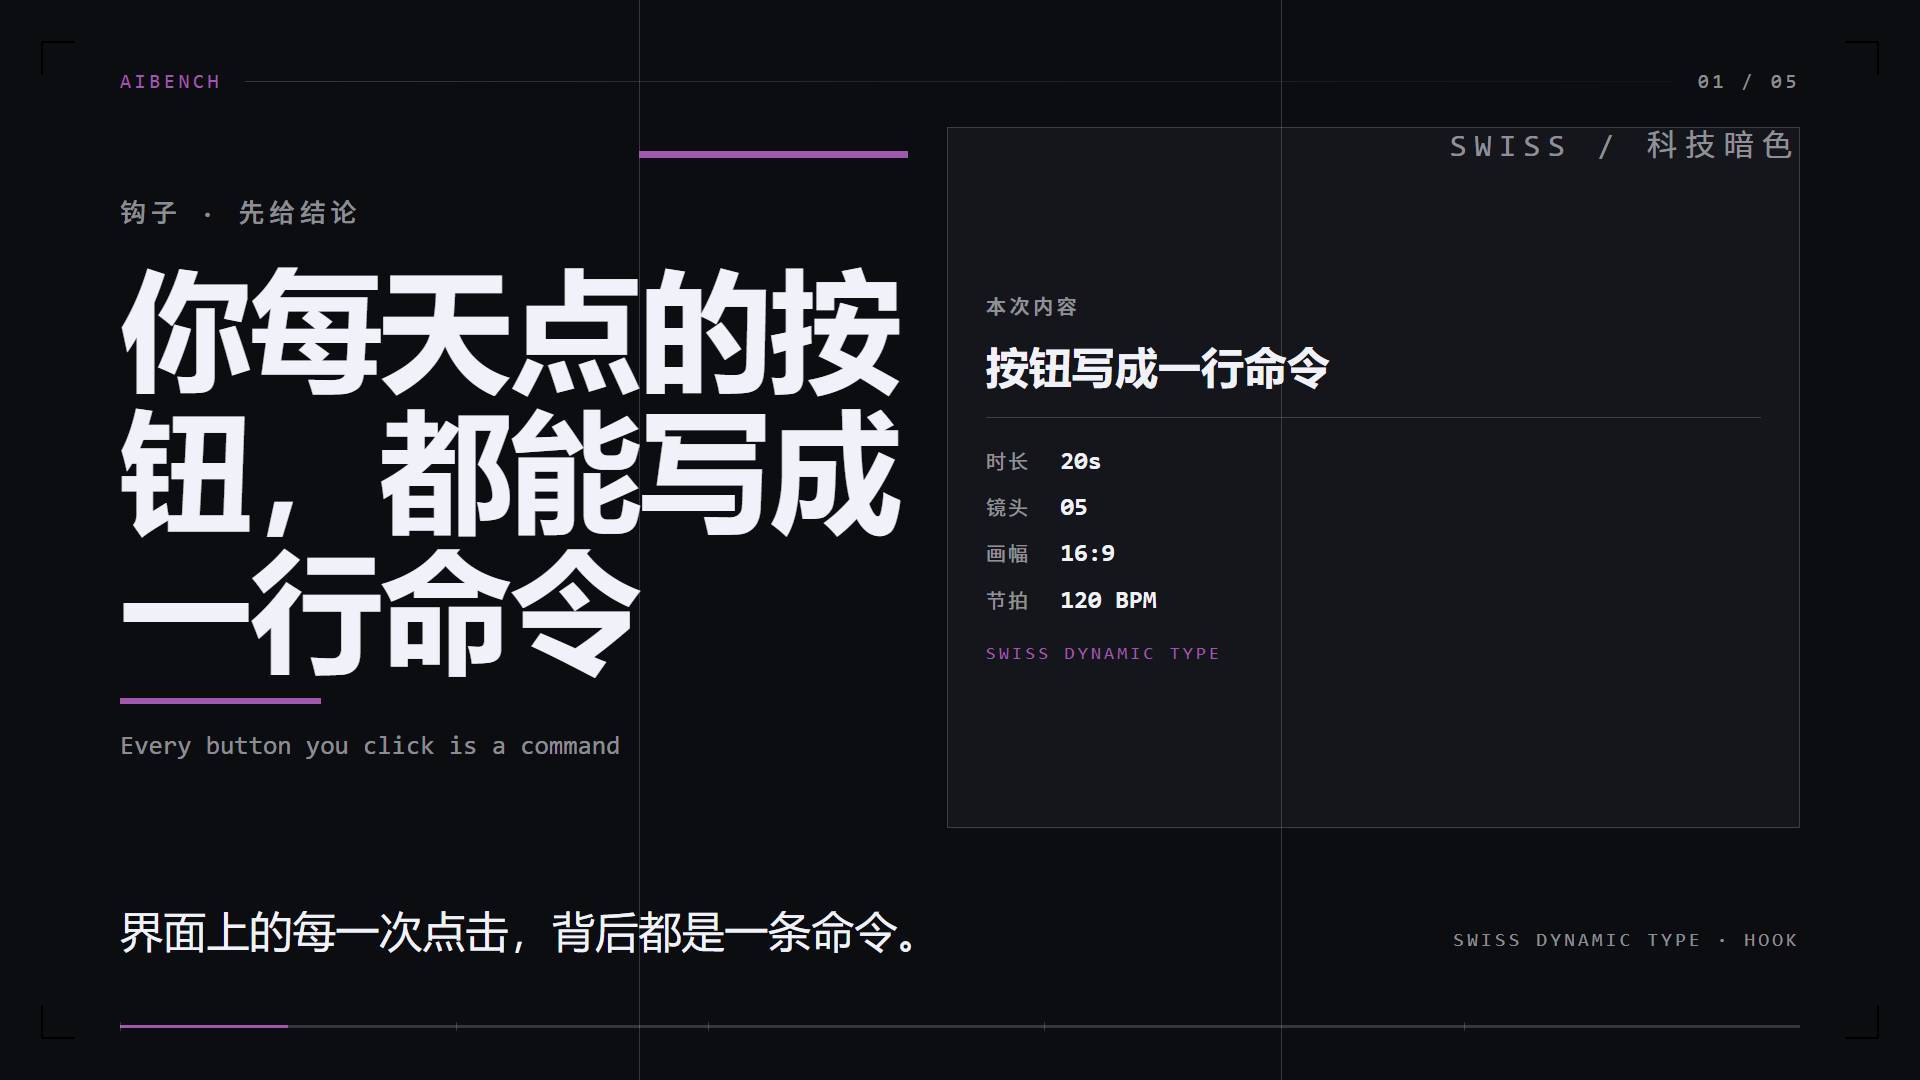 AIBENCH
01 / 05
SWISS / 科技暗色
钩子 · 先给结论
你每天点的按
钮，都能写成
一行命令
Every button you click is a command
本次内容
按钮写成一行命令
时长 20s
镜头 05
画幅 16:9
节拍 120 BPM
SWISS DYNAMIC TYPE
界面上的每一次点击，背后都是一条命令。
SWISS DYNAMIC TYPE · HOOK